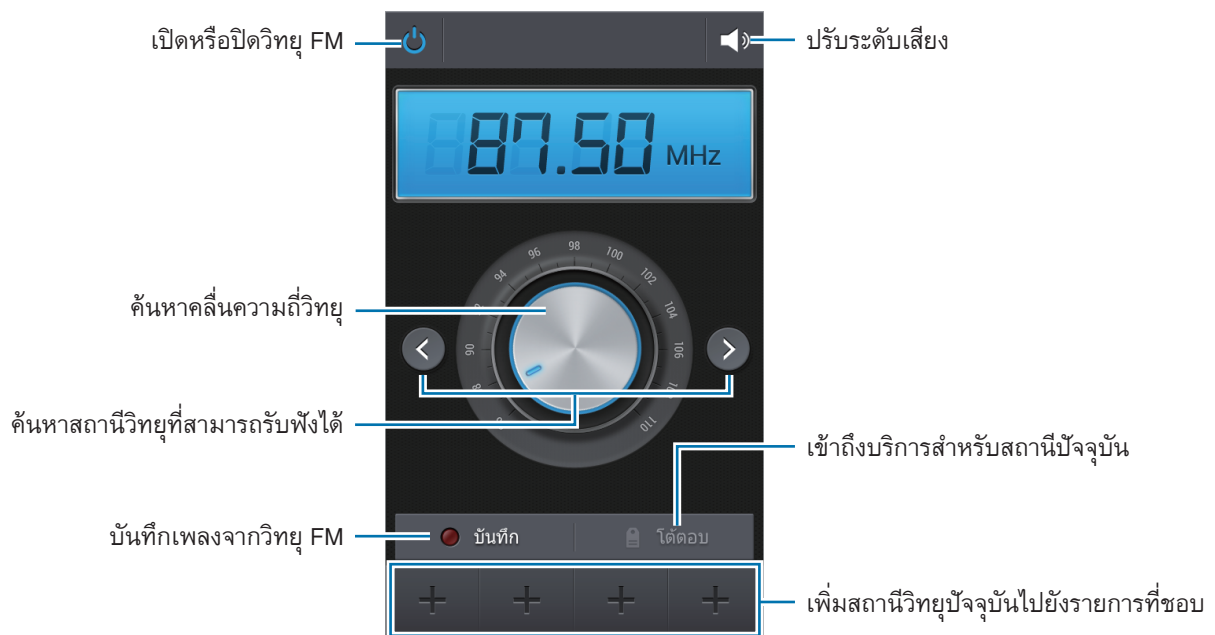 เปิดหรือปิดวิทยุ FM
ปรับระดับเสียง
87.50 MHz
90
94
96
98
100
102
104
106
110
ค้นหาคลื่นความถี่วิทยุ
ค้นหาสถานีวิทยุที่สามารถรับฟังได้
เข้าถึงบริการสำหรับสถานีปัจจุบัน
บันทึกเพลงจากวิทยุ FM
บันทึก
โต้ตอบ
เพิ่มสถานีวิทยุปัจจุบันไปยังรายการที่ชอบ